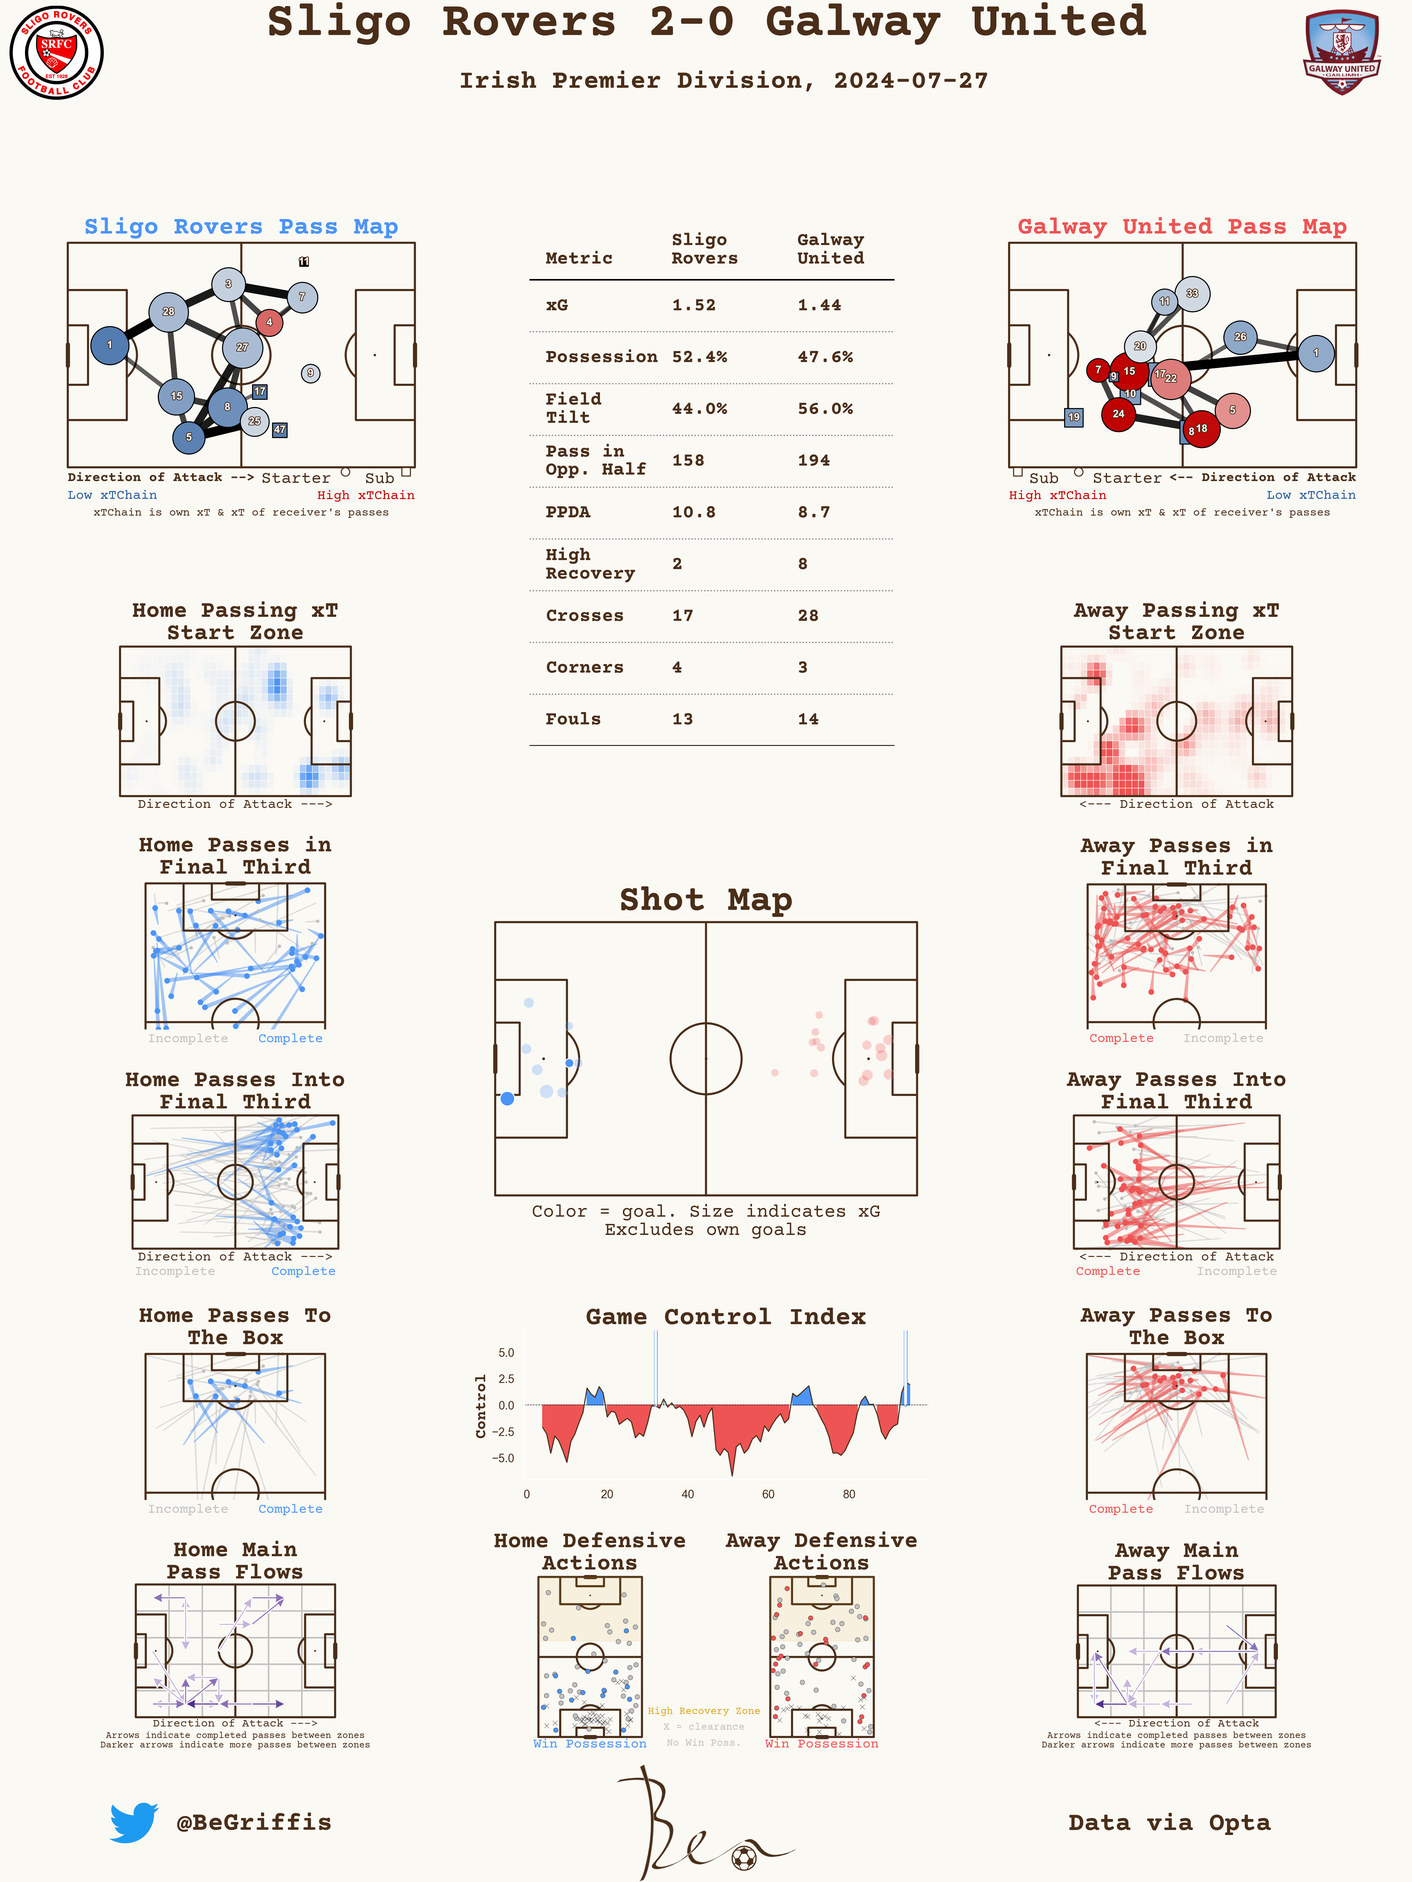 Sligo Rovers 2-0 Galway United
Irish Premier Division, 2024-07-27
SLIGO ROVERS
SRFC
EST 1928
FOOTBALL CLUB
GALWAY UNITED
GAILLIMH
Sligo Rovers Pass Map
11
3
7
28
4
1
27
9
15
17
8
25
47
5
Direction of Attack --> Starter Sub
Low xTChain High xTChain
xTChain is own xT & xT of receiver's passes
Metric Sligo Rovers Galway United
xG 1.52 1.44
Possession 52.4% 47.6%
Field Tilt 44.0% 56.0%
Pass in Opp. Half 158 194
PPDA 10.8 8.7
High Recovery 2 8
Crosses 17 28
Corners 4 3
Fouls 13 14
Galway United Pass Map
11
33
20
26
1
7
9
15
17
22
10
19
24
5
8
18
Sub Starter <-- Direction of Attack
High xTChain Low xTChain
xTChain is own xT & xT of receiver's passes
Home Passing xT
Start Zone
Direction of Attack --->
Away Passing xT
Start Zone
<--- Direction of Attack
Home Passes in
Final Third
Incomplete Complete
Away Passes in
Final Third
Complete Incomplete
Shot Map
Color = goal. Size indicates xG
Excludes own goals
Home Passes Into
Final Third
Direction of Attack --->
Incomplete Complete
Away Passes Into
Final Third
<--- Direction of Attack
Complete Incomplete
Home Passes To
The Box
Incomplete Complete
Game Control Index
Control
5.0
2.5
0.0
−2.5
−5.0
0 20 40 60 80
Away Passes To
The Box
Complete Incomplete
Home Main
Pass Flows
Direction of Attack --->
Arrows indicate completed passes between zones
Darker arrows indicate more passes between zones
Home Defensive
Actions
Win Possession
High Recovery Zone
X = clearance
No Win Poss.
Away Defensive
Actions
Win Possession
Away Main
Pass Flows
<--- Direction of Attack
Arrows indicate completed passes between zones
Darker arrows indicate more passes between zones
@BeGriffis
Ben
Data via Opta